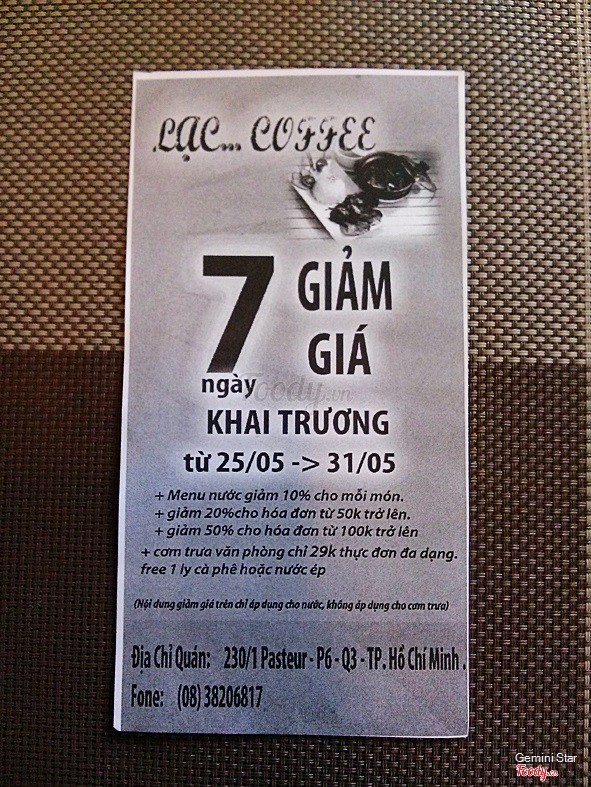 LẠC... COFFEE
7 GIẢM
GIÁ
ngày
Foody.vn
KHAI TRƯƠNG
từ 25/05 -> 31/05
+ Menu nước giảm 10% cho mỗi món.
+ giảm 20%cho hóa đơn từ 50k trở lên.
+ giảm 50% cho hóa đơn từ 100k trở lên
+ cơm trưa văn phòng chỉ 29k thực đơn đa dạng.
free 1 ly cà phê hoặc nước ép
(Nội dung giảm giá trên chỉ áp dụng cho nước, không áp dụng cho cơm trưa)
Địa Chỉ Quán: 230/1 Pasteur - P6 - Q3 - TP. Hồ Chí Minh .
Fone: (08) 38206817
Gemini Star
Foody.vn